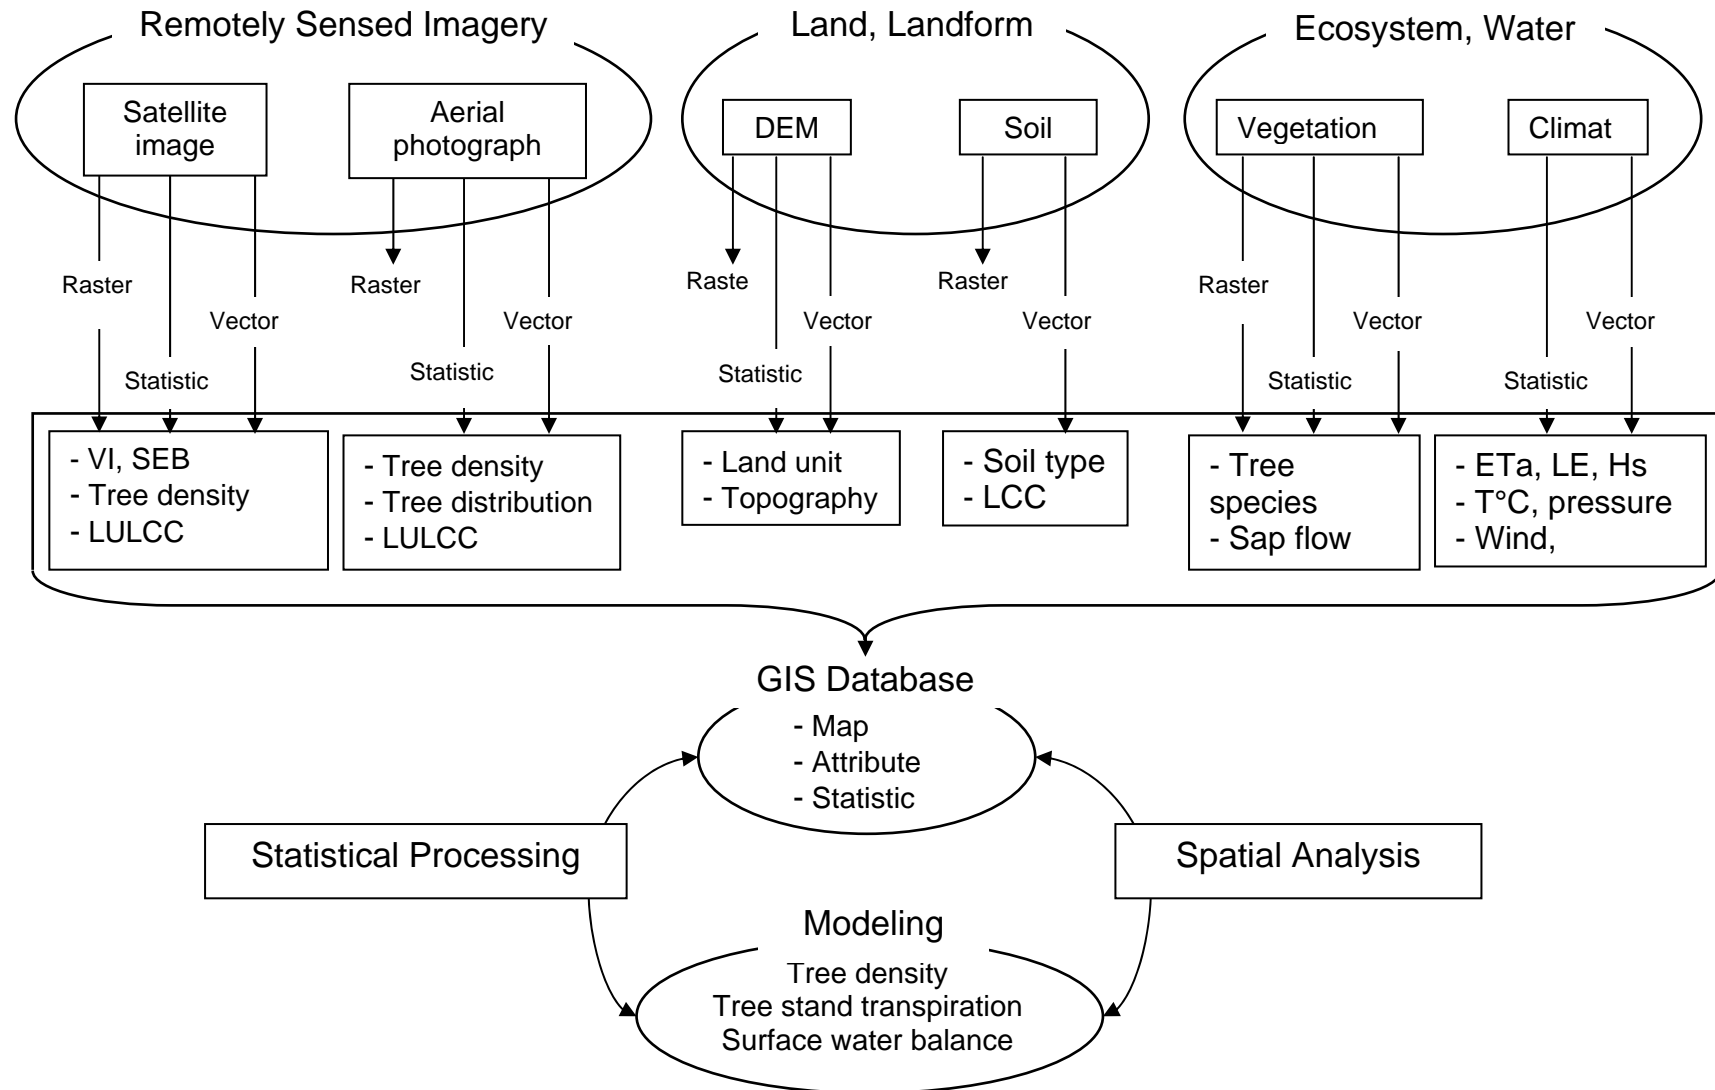 Remotely Sensed Imagery
Land, Landform
Ecosystem, Water
Satellite
image
Aerial
photograph
DEM
Soil
Vegetation
Climat
Raster
Raster
Raste
Raster
Raster
Vector
Vector
Vector
Vector
Vector
Vector
Statistic
Statistic
Statistic
Statistic
Statistic
- VI, SEB
- Tree density
- LULCC
- Tree density
- Tree distribution
- LULCC
- Land unit
- Topography
- Soil type
- LCC
- Tree
species
- Sap flow
- ETa, LE, Hs
- T°C, pressure
- Wind,
GIS Database
- Map
- Attribute
- Statistic
Statistical Processing
Spatial Analysis
Modeling
Tree density
Tree stand transpiration
Surface water balance